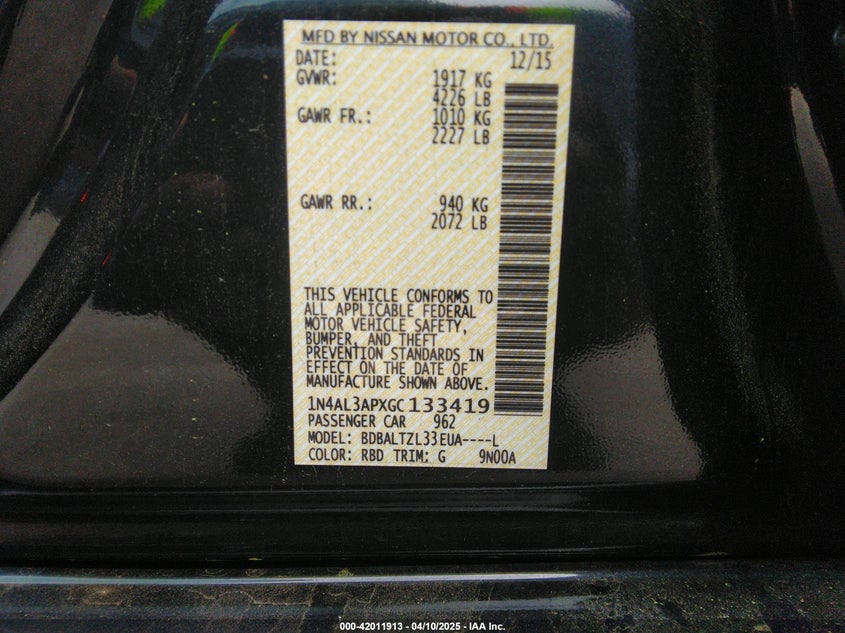 MFD BY NISSAN MOTOR CO., LTD.
DATE: 12/15
GVWR: 1917 KG
4226 LB
GAWR FR.: 1010 KG
2227 LB
GAWR RR.: 940 KG
2072 LB
THIS VEHICLE CONFORMS TO
ALL APPLICABLE FEDERAL
MOTOR VEHICLE SAFETY,
BUMPER, AND THEFT
PREVENTION STANDARDS IN
EFFECT ON THE DATE OF
MANUFACTURE SHOWN ABOVE.
1N4AL3APXGC133419
PASSENGER CAR 962
MODEL: BDBALTZL33EUA----L
COLOR: RBD TRIM: G 9N00A
000-42011913 - 04/10/2025 - IAA Inc.